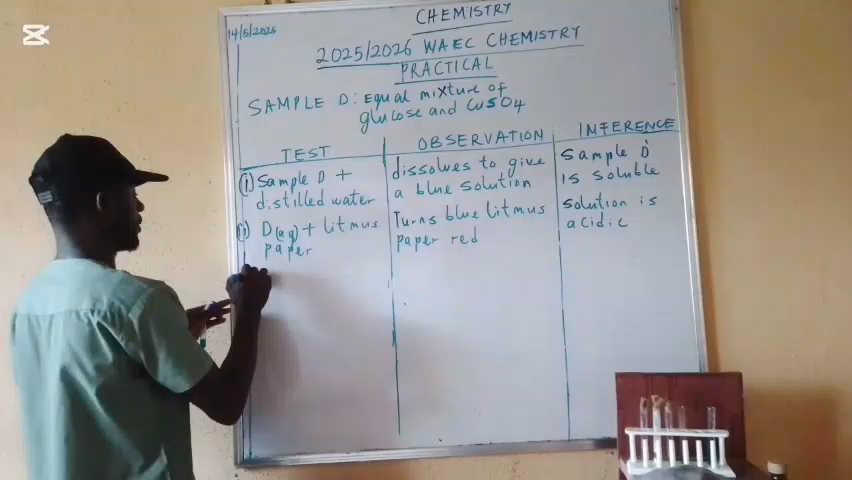 14/5/2025
CHEMISTRY
2025/2026 WAEC CHEMISTRY
PRACTICAL
SAMPLE D: Equal mixture of
glucose and CuSO4
TEST
OBSERVATION
INFERENCE
(i) Sample D +
distilled water
dissolves to give
a blue solution
Sample D
is soluble
(ii) D(aq) + litmus
paper
Turns blue litmus
paper red
solution is
acidic